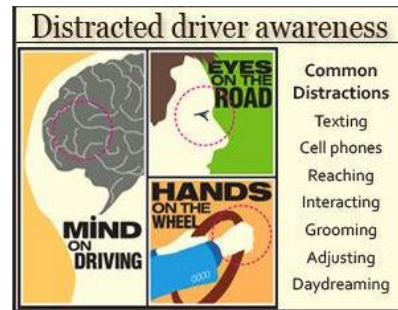 Distracted driver awareness
MiND
ON
DRIVING
EYES
ON THE
ROAD
HANDS
ON THE
WHEEL
Common
Distractions
Texting
Cell phones
Reaching
Interacting
Grooming
Adjusting
Daydreaming